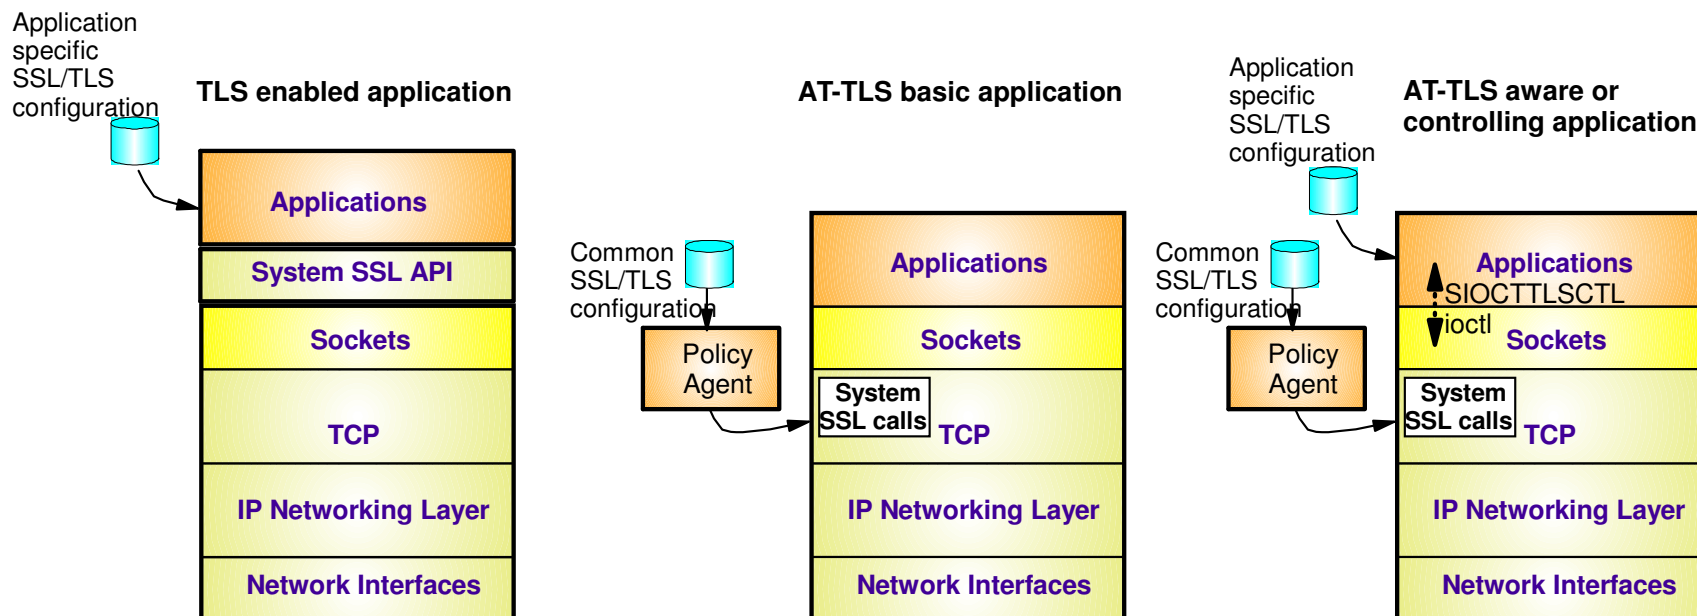 Application
specific
SSL/TLS
configuration
TLS enabled application
Applications
System SSL API
Sockets
TCP
IP Networking Layer
Network Interfaces
AT-TLS basic application
Common
SSL/TLS
configuration
Policy
Agent
Applications
Sockets
System
SSL calls
TCP
IP Networking Layer
Network Interfaces
Application
specific
SSL/TLS
configuration
AT-TLS aware or
controlling application
Common
SSL/TLS
configuration
Policy
Agent
Applications
SIOCTTLSCTL
ioctl
Sockets
System
SSL calls
TCP
IP Networking Layer
Network Interfaces